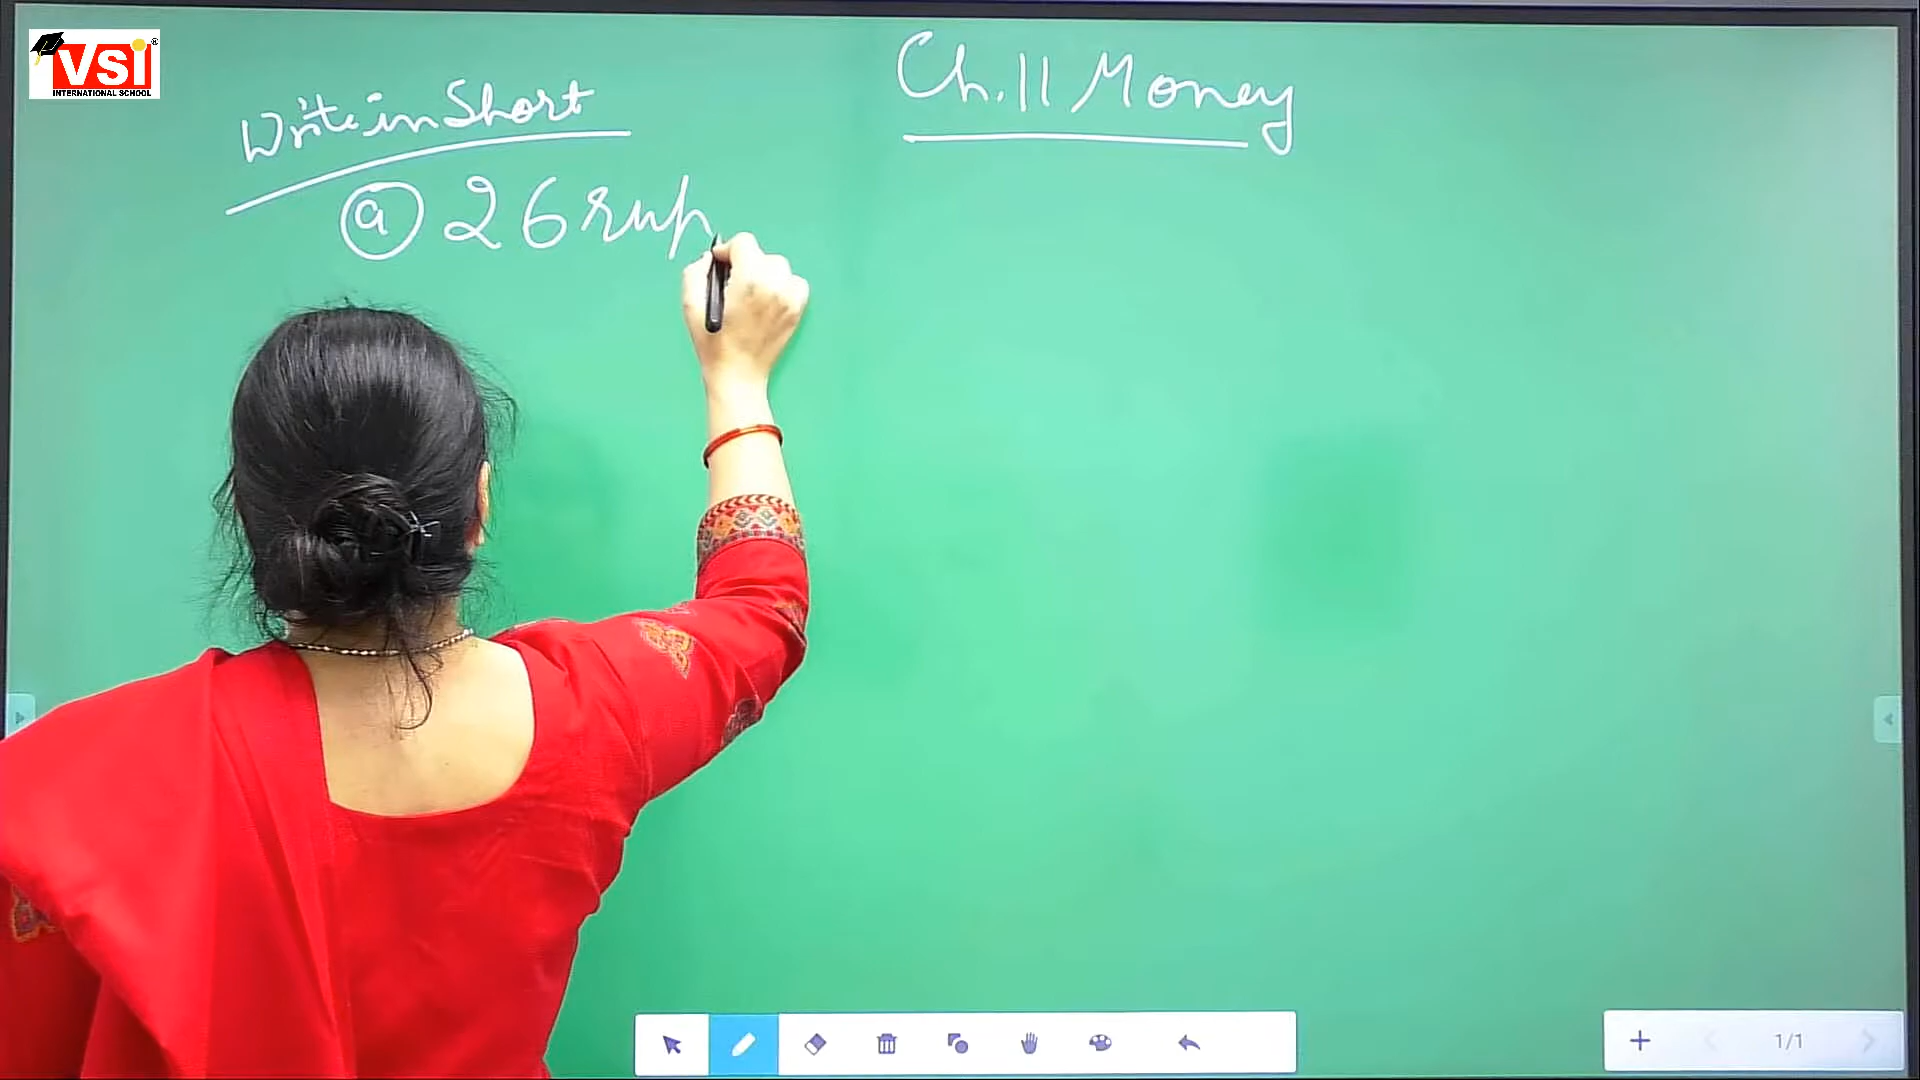 VSI
INTERNATIONAL SCHOOL
Ch. 11 Money
Write in Short
a 26 rup
1/1